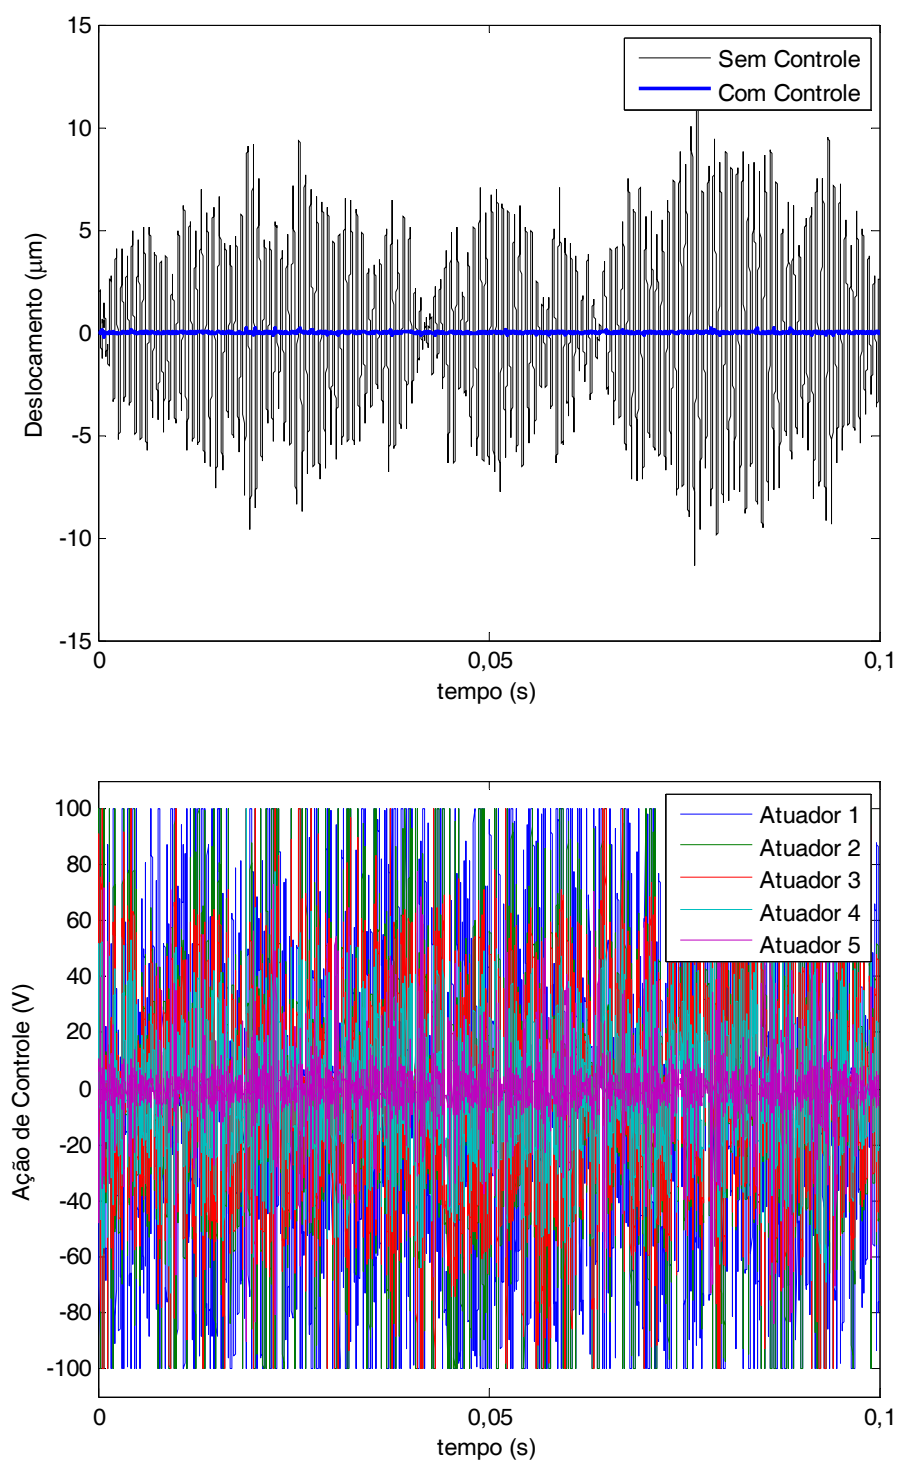 15
Sem Controle
Com Controle
10
5
0
-5
-10
-15
Deslocamento (μm)
0
0,05
0,1
tempo (s)
100
Atuador 1
Atuador 2
Atuador 3
Atuador 4
Atuador 5
80
60
40
20
0
-20
-40
-60
-80
-100
Ação de Controle (V)
0
0,05
0,1
tempo (s)